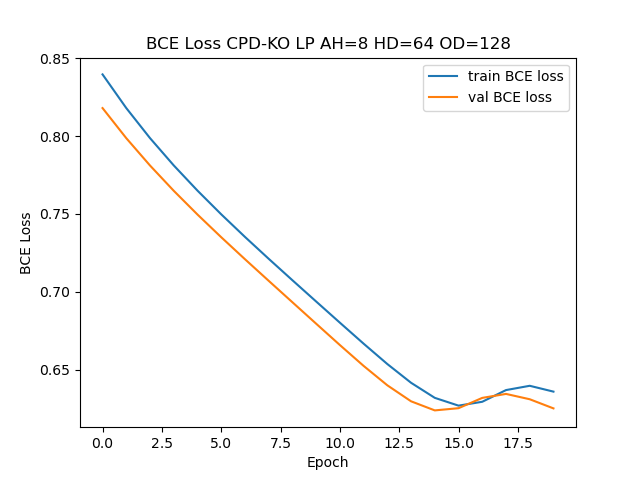 BCE Loss CPD-KO LP AH=8 HD=64 OD=128
train BCE loss
val BCE loss
0.85
0.80
0.75
0.70
0.65
BCE Loss
0.0 2.5 5.0 7.5 10.0 12.5 15.0 17.5
Epoch